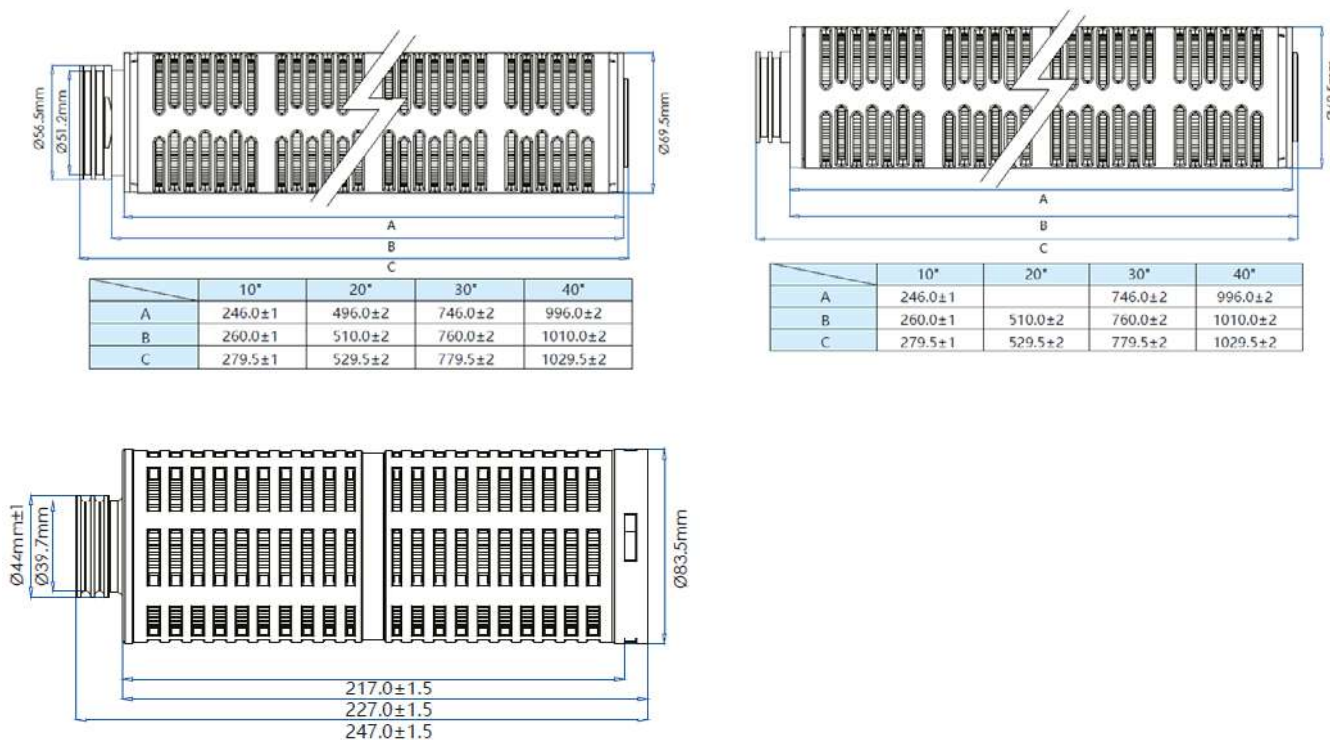 Ø56.5mm
Ø51.2mm
Ø69.5mm
A
B
C
10" 20" 30" 40"
A 246.0±1 496.0±2 746.0±2 996.0±2
B 260.0±1 510.0±2 760.0±2 1010.0±2
C 279.5±1 529.5±2 779.5±2 1029.5±2
A
B
C
10" 20" 30" 40"
A 246.0±1 746.0±2 996.0±2
B 260.0±1 510.0±2 760.0±2 1010.0±2
C 279.5±1 529.5±2 779.5±2 1029.5±2
Ø44mm±1
Ø39.7mm
Ø83.5mm
217.0±1.5
227.0±1.5
247.0±1.5